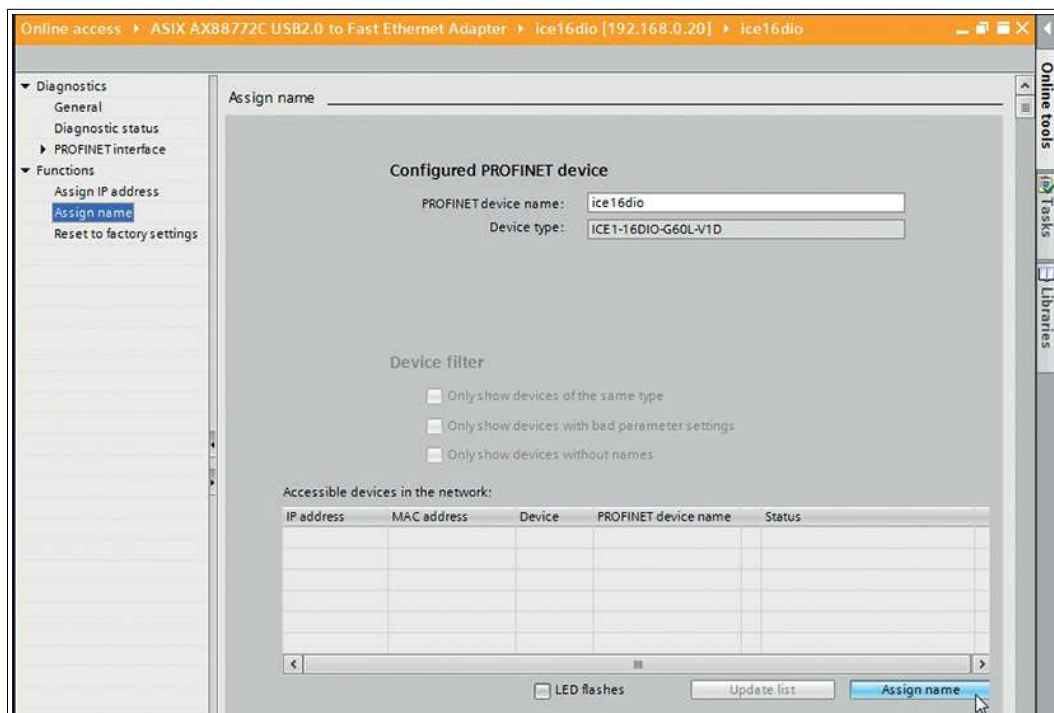 Online access ▸ ASIX AX88772C USB2.0 to Fast Ethernet Adapter ▸ ice16dio [192.168.0.20] ▸ ice16dio
Diagnostics
General
Diagnostic status
PROFINET interface
Functions
Assign IP address
Assign name
Reset to factory settings
Assign name
Configured PROFINET device
PROFINET device name: ice16dio
Device type: ICE1-16DIO-G60L-V1D
Device filter
Only show devices of the same type
Only show devices with bad parameter settings
Only show devices without names
Accessible devices in the network:
IP address MAC address Device PROFINET device name Status
LED flashes Update list Assign name
Online tools
Tasks
Libraries